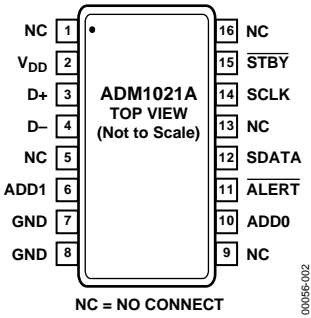 NC 1 16 NC
VDD 2 15 STBY
D+ 3 ADM1021A 14 SCLK
TOP VIEW
D– 4 (Not to Scale) 13 NC
NC 5 12 SDATA
ADD1 6 11 ALERT
GND 7 10 ADD0
GND 8 9 NC
NC = NO CONNECT
00056-002